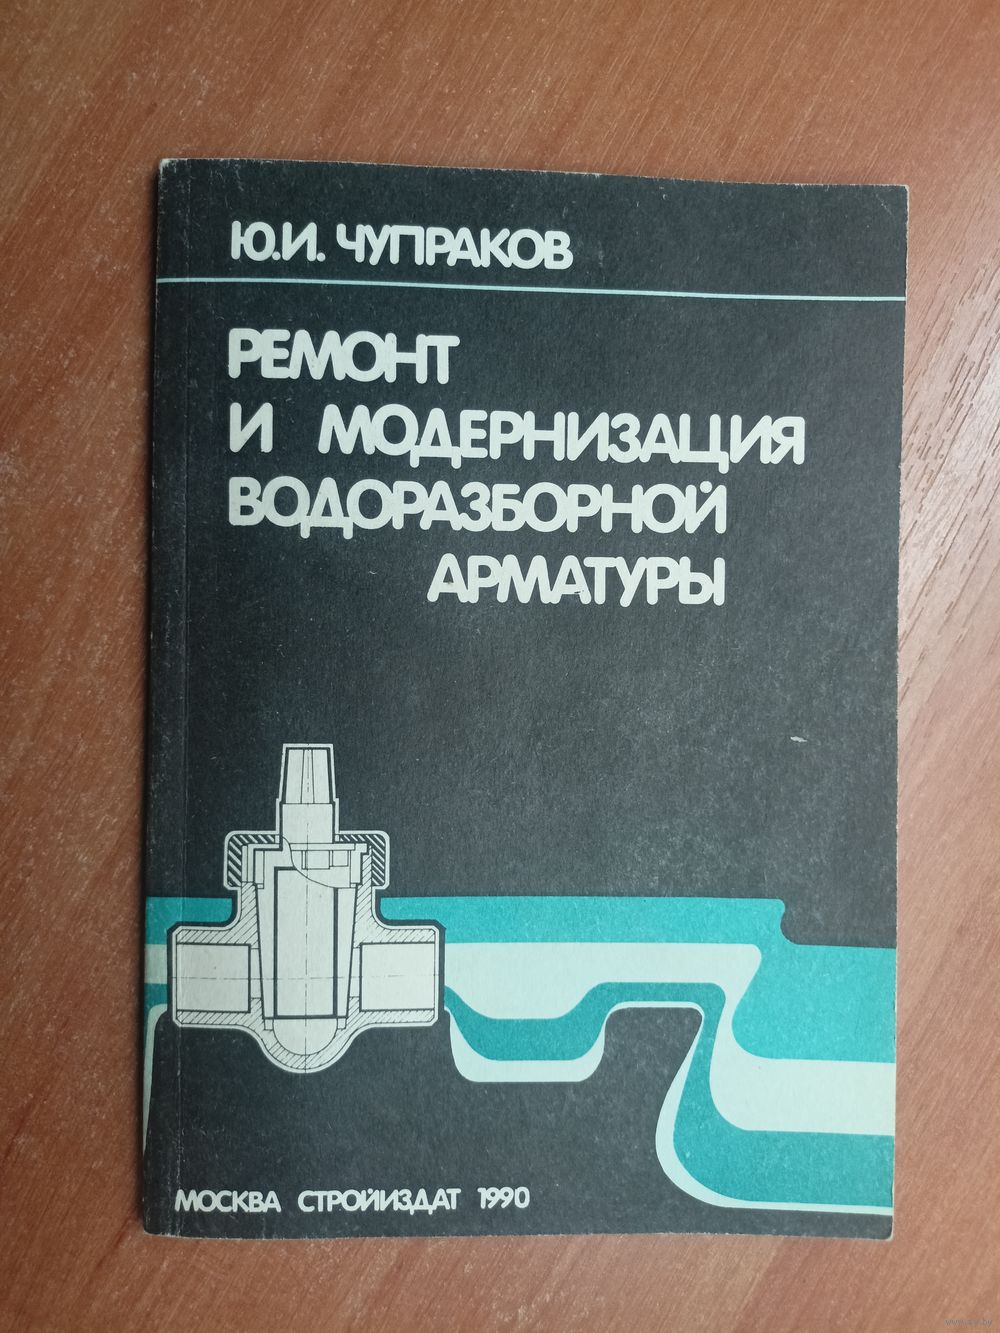 Ю.И. ЧУПРАКОВ
РЕМОНТ
И МОДЕРНИЗАЦИЯ
ВОДОРАЗБОРНОЙ
АРМАТУРЫ
МОСКВА СТРОЙИЗДАТ 1990